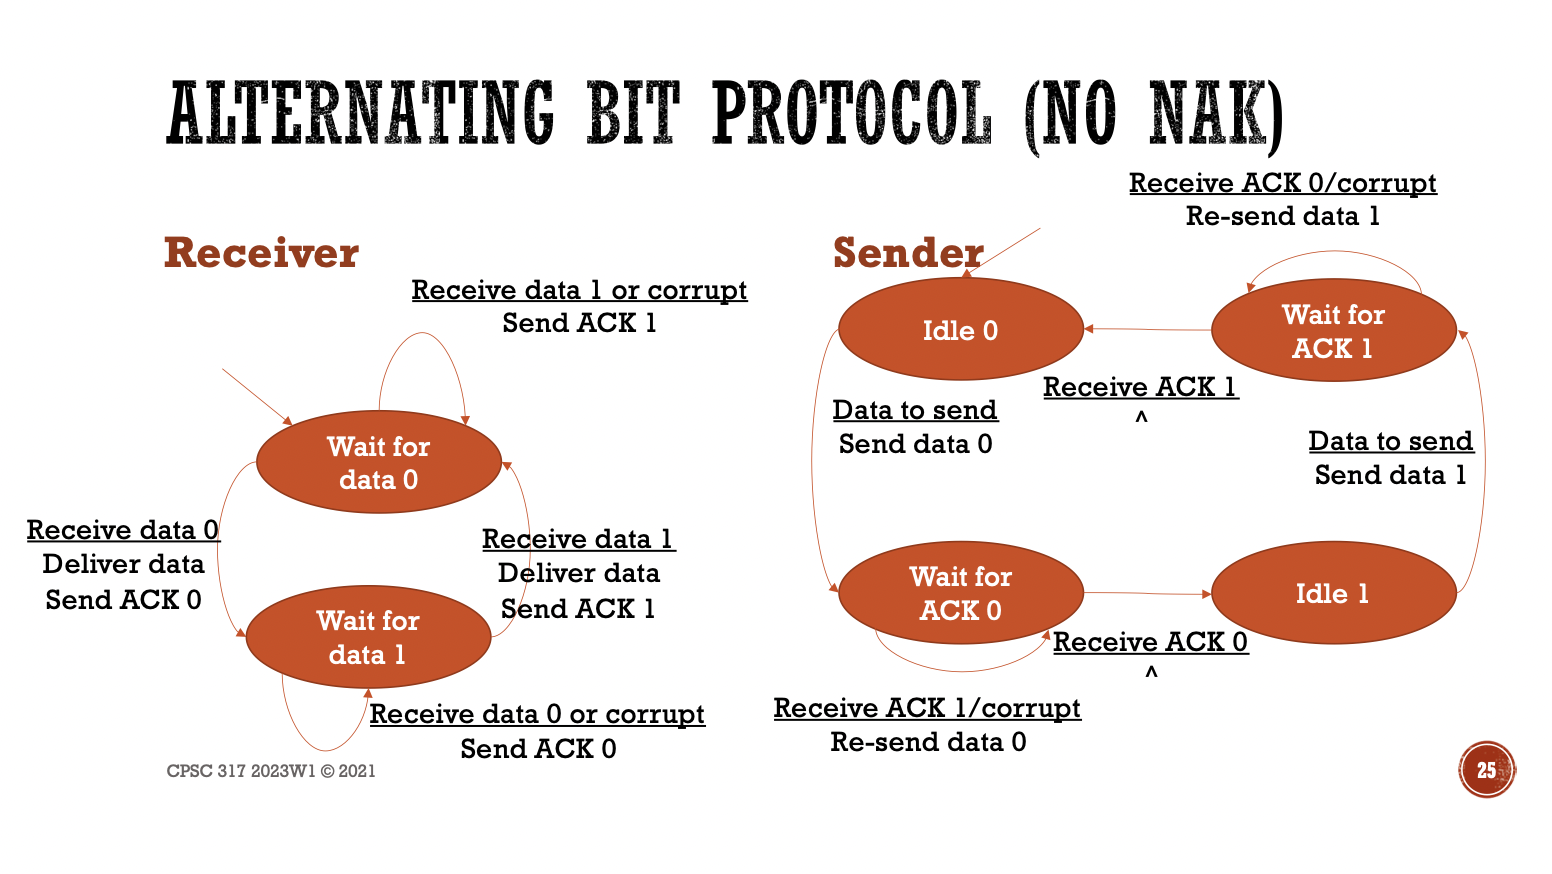 ALTERNATING BIT PROTOCOL (NO NAK)
Receiver
Receive data 1 or corrupt
Send ACK 1
Wait for
data 0
Receive data 0
Deliver data
Send ACK 0
Receive data 1
Deliver data
Send ACK 1
Wait for
data 1
Receive data 0 or corrupt
Send ACK 0
Sender
Receive ACK 0/corrupt
Re-send data 1
Idle 0
Wait for
ACK 1
Receive ACK 1
^
Data to send
Send data 0
Data to send
Send data 1
Wait for
ACK 0
Idle 1
Receive ACK 0
^
Receive ACK 1/corrupt
Re-send data 0
CPSC 317 2023W1 © 2021
25